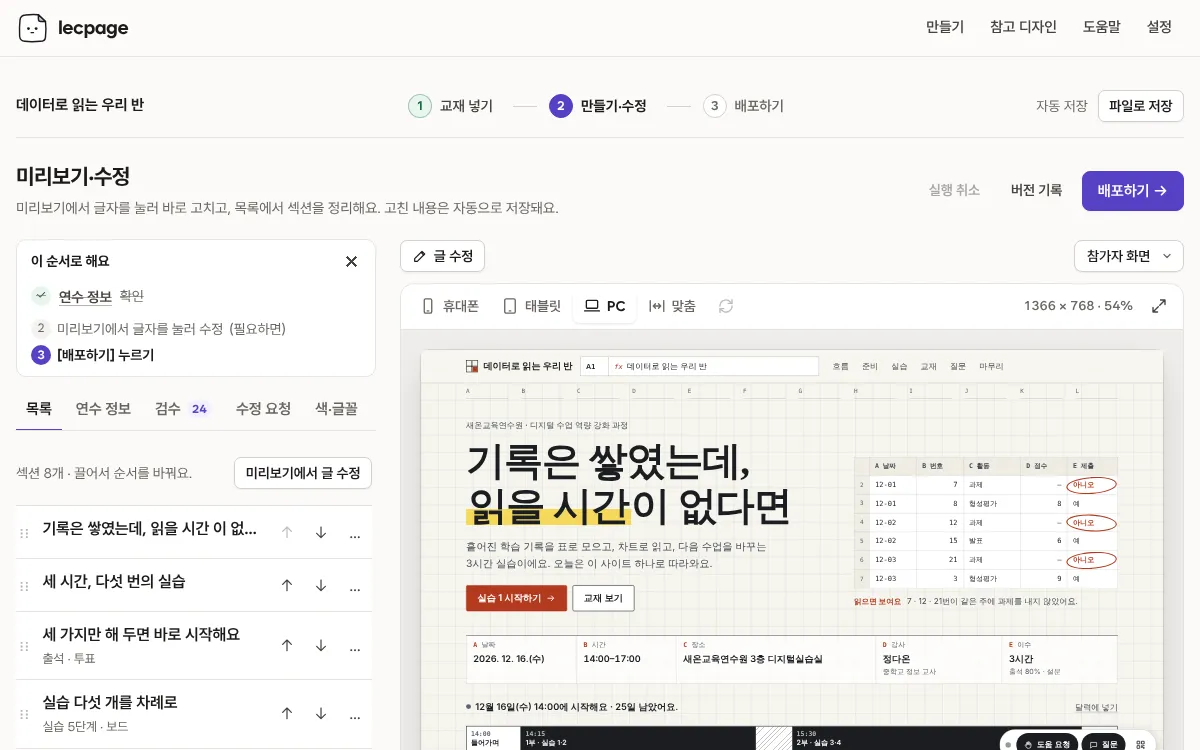 lecpage
만들기 참고 디자인 도움말 설정
데이터로 읽는 우리 반
1 교재 넣기 2 만들기·수정 3 배포하기
자동 저장 파일로 저장
미리보기·수정
미리보기에서 글자를 눌러 바로 고치고, 목록에서 섹션을 정리해요. 고친 내용은 자동으로 저장돼요.
실행 취소 버전 기록 배포하기 →
이 순서로 해요
연수 정보 확인
2 미리보기에서 글자를 눌러 수정 (필요하면)
3 [배포하기] 누르기
목록 연수 정보 검수 24 수정 요청 색·글꼴
섹션 8개 · 끌어서 순서를 바꿔요. 미리보기에서 글 수정
기록은 쌓였는데, 읽을 시간 이 없...
세 시간, 다섯 번의 실습
세 가지만 해 두면 바로 시작해요
출석 · 투표
실습 다섯 개를 차례로
실습 5단계 · 보드
글 수정 참가자 화면
휴대폰 태블릿 PC 맞춤 1366 × 768 · 54%
데이터로 읽는 우리 반 A1 fx 데이터로 읽는 우리 반 흐름 준비 실습 교재 질문 마무리
A B C D E F G H I J K L
새온교육연수원 · 디지털 수업 역량 강화 과정
기록은 쌓였는데,
읽을 시간이 없다면
흩어진 학습 기록을 표로 모으고, 차트로 읽고, 다음 수업을 바꾸는
3시간 실습이에요. 오늘은 이 사이트 하나로 따라와요.
실습 1 시작하기 → 교재 보기
A 날짜 B 번호 C 활동 D 점수 E 제출
2 12-01 7 과제 – 아니오
3 12-01 8 형성평가 8 예
4 12-02 12 과제 – 아니오
5 12-02 15 발표 6 예
6 12-03 21 과제 – 아니오
7 12-03 3 형성평가 9 예
읽으면 보여요 7 · 12 · 21번이 같은 주에 과제를 내지 않았어요.
A 날짜 B 시간 C 장소 D 강사 E 이수
2026. 12. 16.(수) 14:00–17:00 새온교육연수원 3층 디지털실습실 정다온 3시간
중학교 정보 교사 출석 80% · 설문
12월 16일(수) 14:00에 시작해요 · 25일 남았어요. 달력에 넣기
14:00 14:15 15:30
들어가며 1부 · 실습 1·2 2부 · 실습 3·4
도움 요청 질문